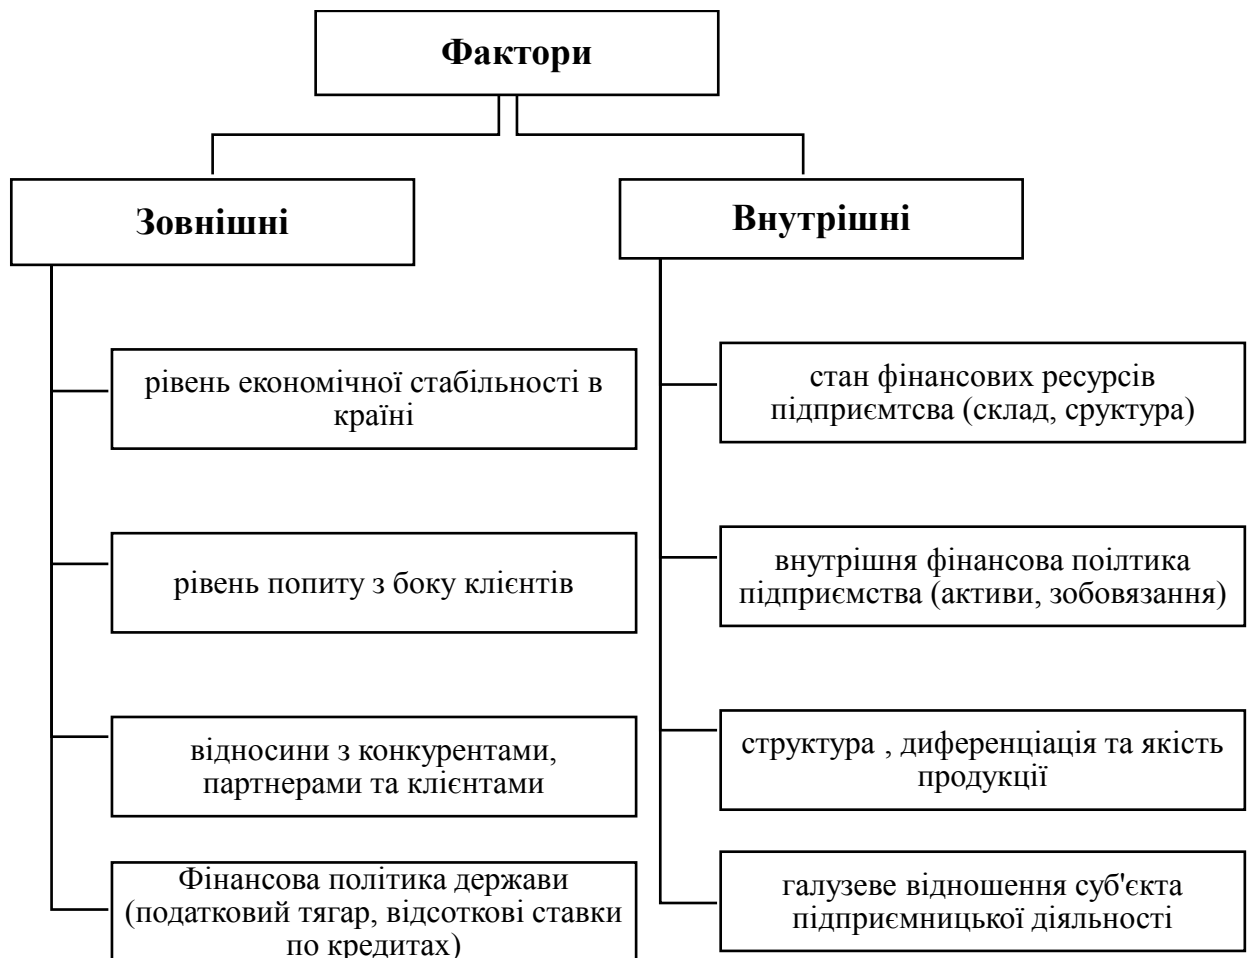 Фактори
Зовнішні
рівень економічної стабільності в
країні
рівень попиту з боку клієнтів
відносини з конкурентами,
партнерами та клієнтами
Фінансова політика держави
(податковий тягар, відсоткові ставки
по кредитах)
Внутрішні
стан фінансових ресурсів
підприємтсва (склад, сруктура)
внутрішня фінансова поілтика
підприємства (активи, зобовязання)
структура , диференціація та якість
продукції
галузеве відношення суб'єкта
підприємницької діяльності